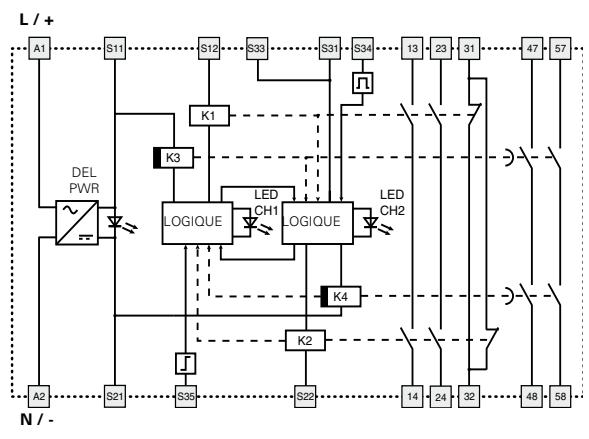 L / +
A1 S11 S12 S33 S31 S34 13 23 31 47 57
K1
K3
DEL
PWR
LED
CH1
LED
CH2
LOGIQUE
LOGIQUE
K4
K2
A2 S21 S35 S22 14 24 32 48 58
N / -